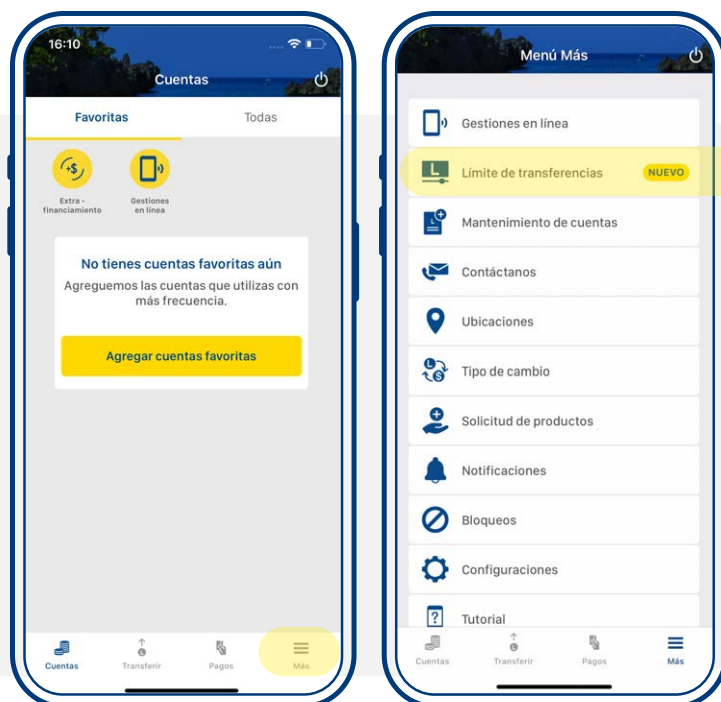 16:10
Cuentas
Favoritas
Todas
Extra -
financiamiento
Gestiones
en línea
No tienes cuentas favoritas aún
Agreguemos las cuentas que utilizas con
más frecuencia.
Agregar cuentas favoritas
Cuentas
Transferir
Pagos
Más
Menú Más
Gestiones en línea
L
Límite de transferencias
NUEVO
Mantenimiento de cuentas
Contáctanos
Ubicaciones
Tipo de cambio
Solicitud de productos
Notificaciones
Bloqueos
Configuraciones
Tutorial
Cuentas
Transferir
Pagos
Más